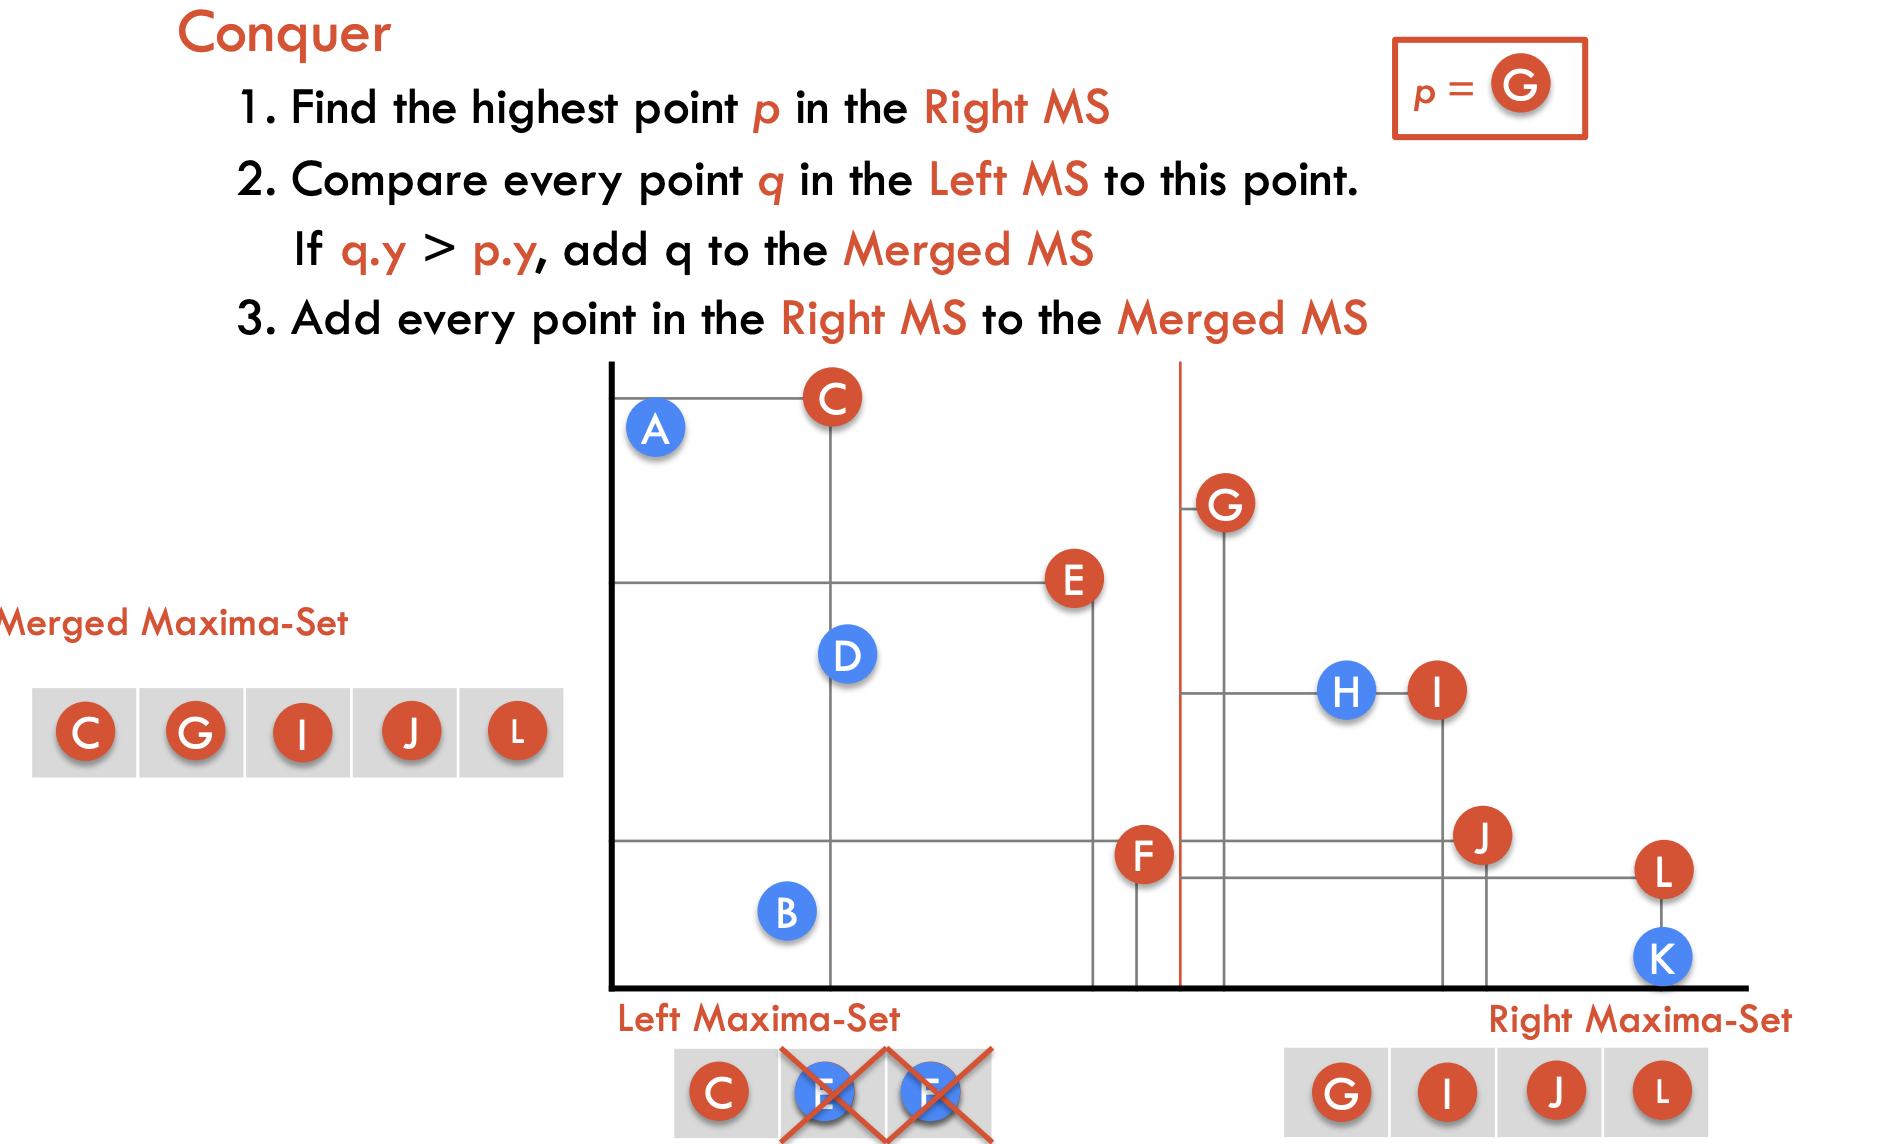 Conquer
p = G
1. Find the highest point p in the Right MS
2. Compare every point q in the Left MS to this point.
If q.y > p.y, add q to the Merged MS
3. Add every point in the Right MS to the Merged MS
C
A
G
E
Merged Maxima-Set
D
H I
C G I J L
J
F
L
B
K
Left Maxima-Set
Right Maxima-Set
C E F
G I J L